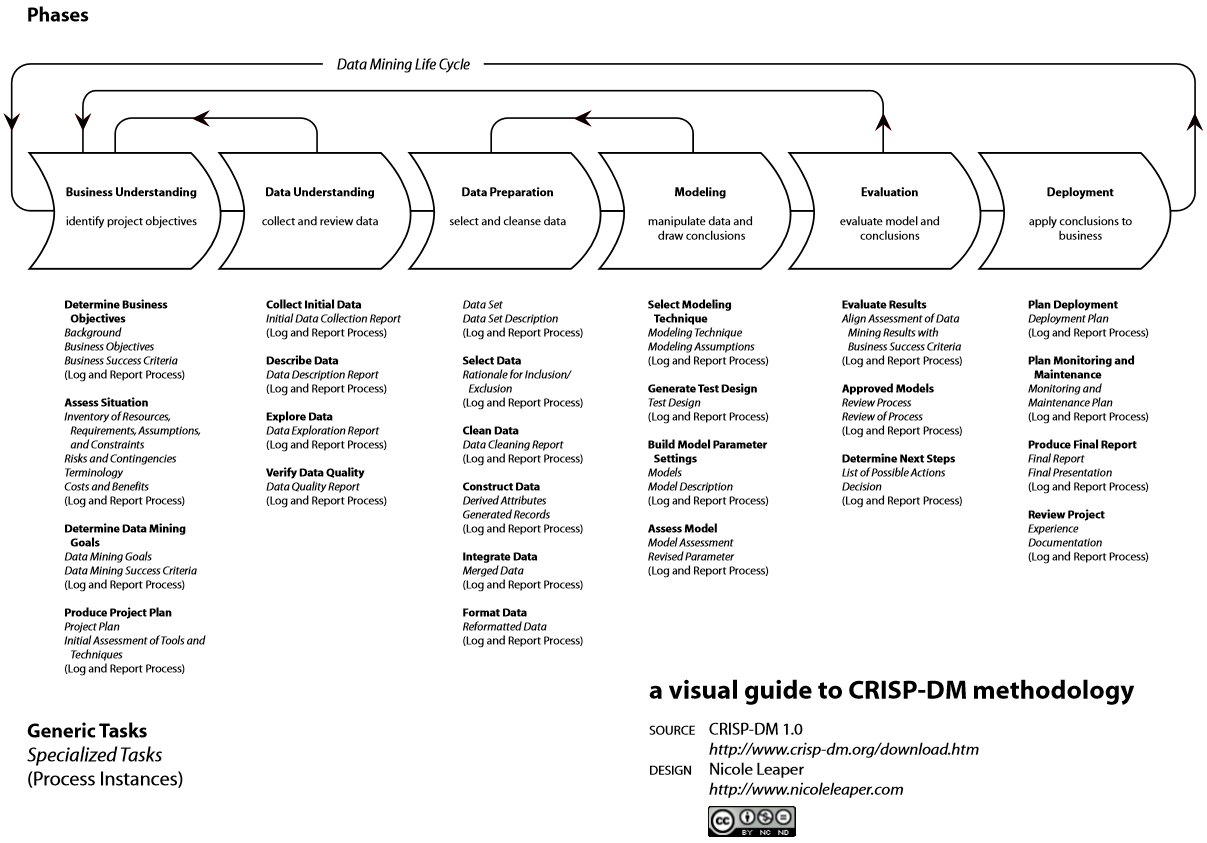 Phases
Data Mining Life Cycle
Business Understanding
identify project objectives
Data Understanding
collect and review data
Data Preparation
select and cleanse data
Modeling
manipulate data and
draw conclusions
Evaluation
evaluate model and
conclusions
Deployment
apply conclusions to
business
Determine Business
Objectives
Background
Business Objectives
Business Success Criteria
(Log and Report Process)
Assess Situation
Inventory of Resources,
Requirements, Assumptions,
and Constraints
Risks and Contingencies
Terminology
Costs and Benefits
(Log and Report Process)
Determine Data Mining
Goals
Data Mining Goals
Data Mining Success Criteria
(Log and Report Process)
Produce Project Plan
Project Plan
Initial Assessment of Tools and
Techniques
(Log and Report Process)
Collect Initial Data
Initial Data Collection Report
(Log and Report Process)
Describe Data
Data Description Report
(Log and Report Process)
Explore Data
Data Exploration Report
(Log and Report Process)
Verify Data Quality
Data Quality Report
(Log and Report Process)
Data Set
Data Set Description
(Log and Report Process)
Select Data
Rationale for Inclusion/
Exclusion
(Log and Report Process)
Clean Data
Data Cleaning Report
(Log and Report Process)
Construct Data
Derived Attributes
Generated Records
(Log and Report Process)
Integrate Data
Merged Data
(Log and Report Process)
Format Data
Reformatted Data
(Log and Report Process)
Select Modeling
Technique
Modeling Technique
Modeling Assumptions
(Log and Report Process)
Generate Test Design
Test Design
(Log and Report Process)
Build Model Parameter
Settings
Models
Model Description
(Log and Report Process)
Assess Model
Model Assessment
Revised Parameter
(Log and Report Process)
Evaluate Results
Align Assessment of Data
Mining Results with
Business Success Criteria
(Log and Report Process)
Approved Models
Review Process
Review of Process
(Log and Report Process)
Determine Next Steps
List of Possible Actions
Decision
(Log and Report Process)
Plan Deployment
Deployment Plan
(Log and Report Process)
Plan Monitoring and
Maintenance
Monitoring and
Maintenance Plan
(Log and Report Process)
Produce Final Report
Final Report
Final Presentation
(Log and Report Process)
Review Project
Experience
Documentation
(Log and Report Process)
Generic Tasks
Specialized Tasks
(Process Instances)
a visual guide to CRISP-DM methodology
SOURCE CRISP-DM 1.0
http://www.crisp-dm.org/download.htm
DESIGN Nicole Leaper
http://www.nicoleleaper.com
cc
BY NC ND